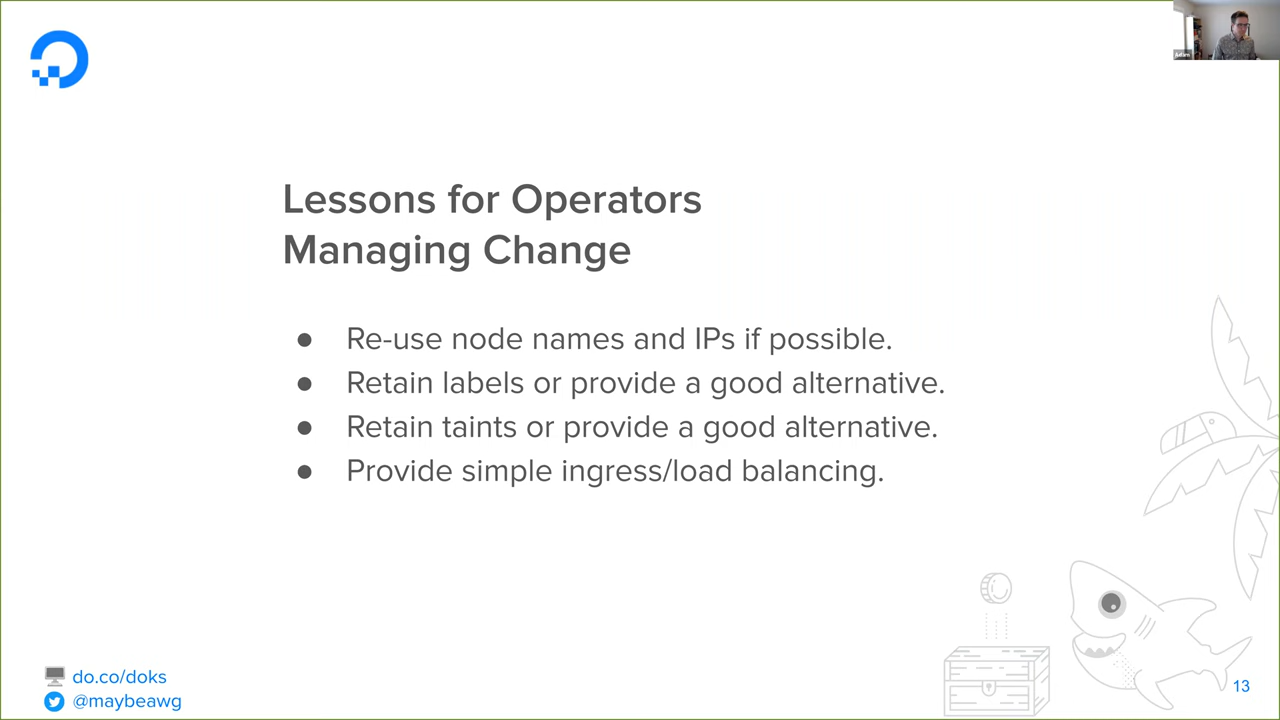 Adam
Lessons for Operators
Managing Change
● Re-use node names and IPs if possible.
● Retain labels or provide a good alternative.
● Retain taints or provide a good alternative.
● Provide simple ingress/load balancing.
do.co/doks
@maybeawg
13